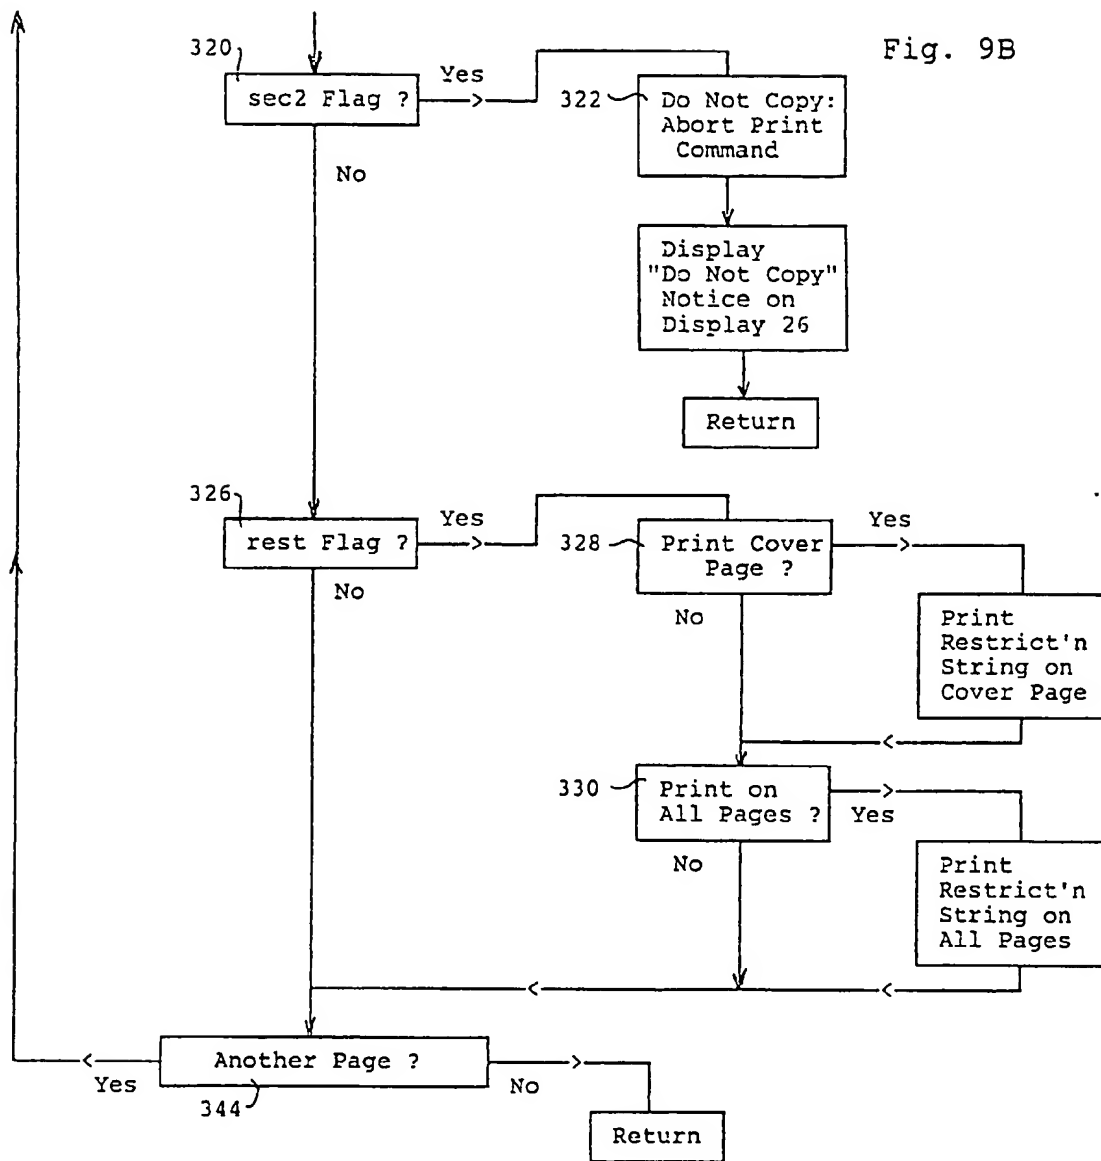 Fig. 9B
320
sec2 Flag ?
Yes
No
322
Do Not Copy:
Abort Print
Command
Display
"Do Not Copy"
Notice on
Display 26
Return
326
rest Flag ?
Yes
No
328
Print Cover
Page ?
Yes
No
Print
Restrict'n
String on
Cover Page
330
Print on
All Pages ?
Yes
No
Print
Restrict'n
String on
All Pages
Another Page ?
Yes
No
344
Return